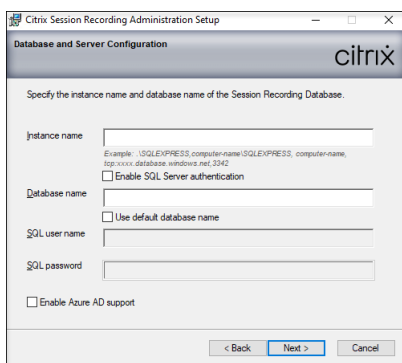 Citrix Session Recording Administration Setup
Database and Server Configuration
citrix
Specify the instance name and database name of the Session Recording Database.
Instance name
Example: .\SQLEXPRESS,computer-name\SQLEXPRESS, computer-name,
tcp:xxxx.database.windows.net,3342
Enable SQL Server authentication
Database name
Use default database name
SQL user name
SQL password
Enable Azure AD support
< Back
Next >
Cancel